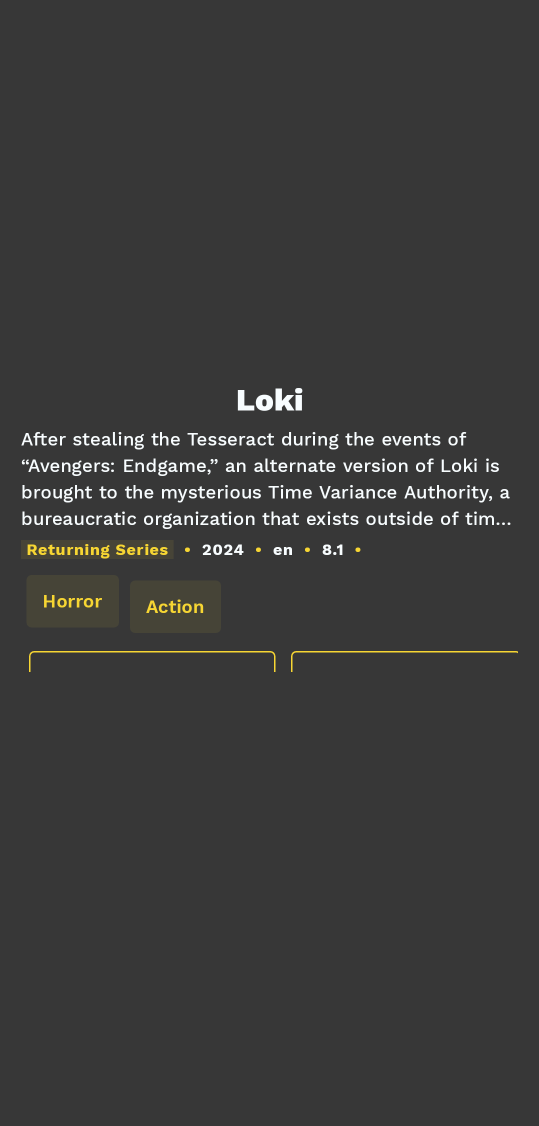 Loki
After stealing the Tesseract during the events of
“Avengers: Endgame,” an alternate version of Loki is
brought to the mysterious Time Variance Authority, a
bureaucratic organization that exists outside of tim...
Returning Series • 2024 • en • 8.1 •
Horror
Action